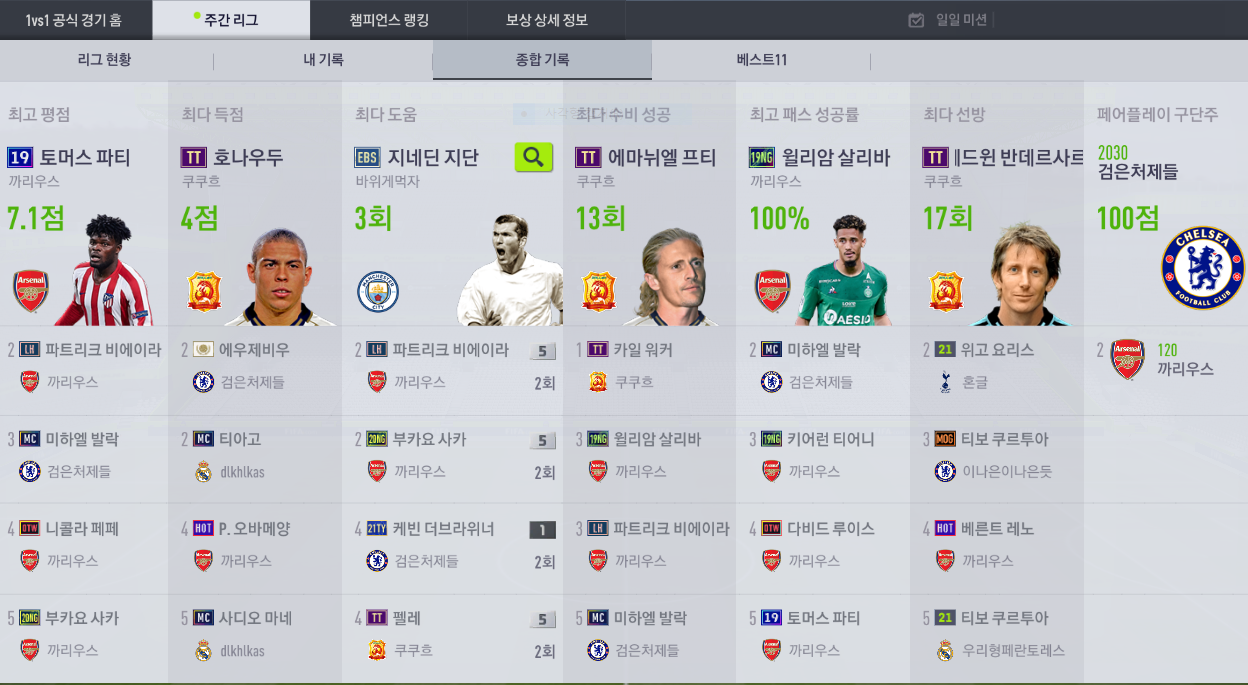 1vs1 공식 경기 홈 주간 리그 챔피언스 랭킹 보상 상세 정보 일일 미션
리그 현황 내 기록 종합 기록 베스트11
최고 평점
19 토머스 파티
까리우스
7.1점
2 LH 파트리크 비에이라
까리우스
3 MC 미하엘 발락
검은처제들
4 OTW 니콜라 페페
까리우스
5 20NG 부카요 사카
까리우스
최다 득점
TT 호나우두
쿠쿠흐
4점
2 에우제비우
검은처제들
2 MC 티아고
dlkhlkas
4 HOT P. 오바메양
까리우스
5 MC 사디오 마네
dlkhlkas
최다 도움
EBS 지네딘 지단
바위게먹자
3회
MANCHESTER
CITY
2 LH 파트리크 비에이라 5
까리우스 2회
2 20NG 부카요 사카 5
까리우스 2회
4 21TY 케빈 더브라위너 1
검은처제들 2회
4 TT 펠레 5
쿠쿠흐 2회
최다 수비 성공
TT 에마뉘엘 프티
쿠쿠흐
13회
1 TT 카일 워커
쿠쿠흐
3 19NG 윌리암 살리바
까리우스
3 LH 파트리크 비에이라
까리우스
5 MC 미하엘 발락
검은처제들
최고 패스 성공률
19NG 윌리암 살리바
까리우스
100%
Arsenal
AESIO
2 MC 미하엘 발락
검은처제들
3 19NG 키어런 티어니
까리우스
4 OTW 다비드 루이스
까리우스
5 19 토머스 파티
까리우스
최다 선방
TT 드윈 반데르사르
쿠쿠흐
17회
2 21 위고 요리스
혼글
3 MOG 티보 쿠르투아
이나은이나은듯
4 HOT 베른트 레노
까리우스
5 21 티보 쿠르투아
우리형페란토레스
페어플레이 구단주
2030
검은처제들
100점
CHELSEA
FOOTBALL CLUB
2 Arsenal 120
까리우스